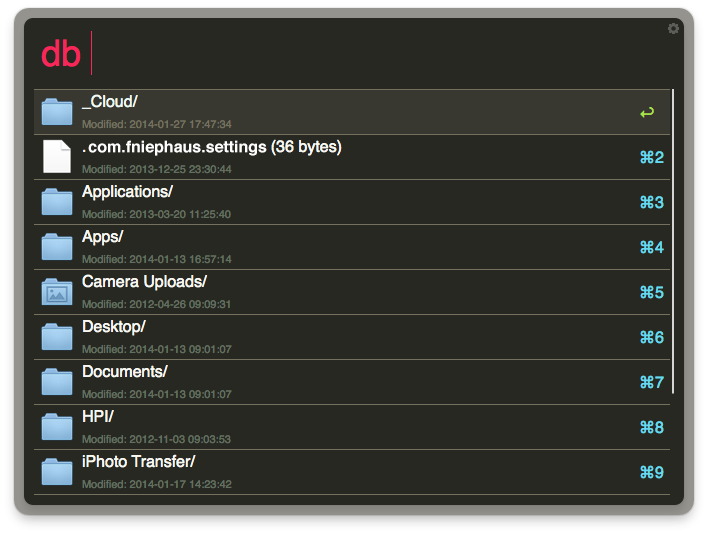 db
_Cloud/
Modified: 2014-01-27 17:47:34
.com.fniephaus.settings (36 bytes)
Modified: 2013-12-25 23:30:44
⌘2
Applications/
Modified: 2013-03-20 11:25:40
⌘3
Apps/
Modified: 2014-01-13 16:57:14
⌘4
Camera Uploads/
Modified: 2012-04-26 09:09:31
⌘5
Desktop/
Modified: 2014-01-13 09:01:07
⌘6
Documents/
Modified: 2014-01-13 09:01:07
⌘7
HPI/
Modified: 2012-11-03 09:03:53
⌘8
iPhoto Transfer/
Modified: 2014-01-17 14:23:42
⌘9